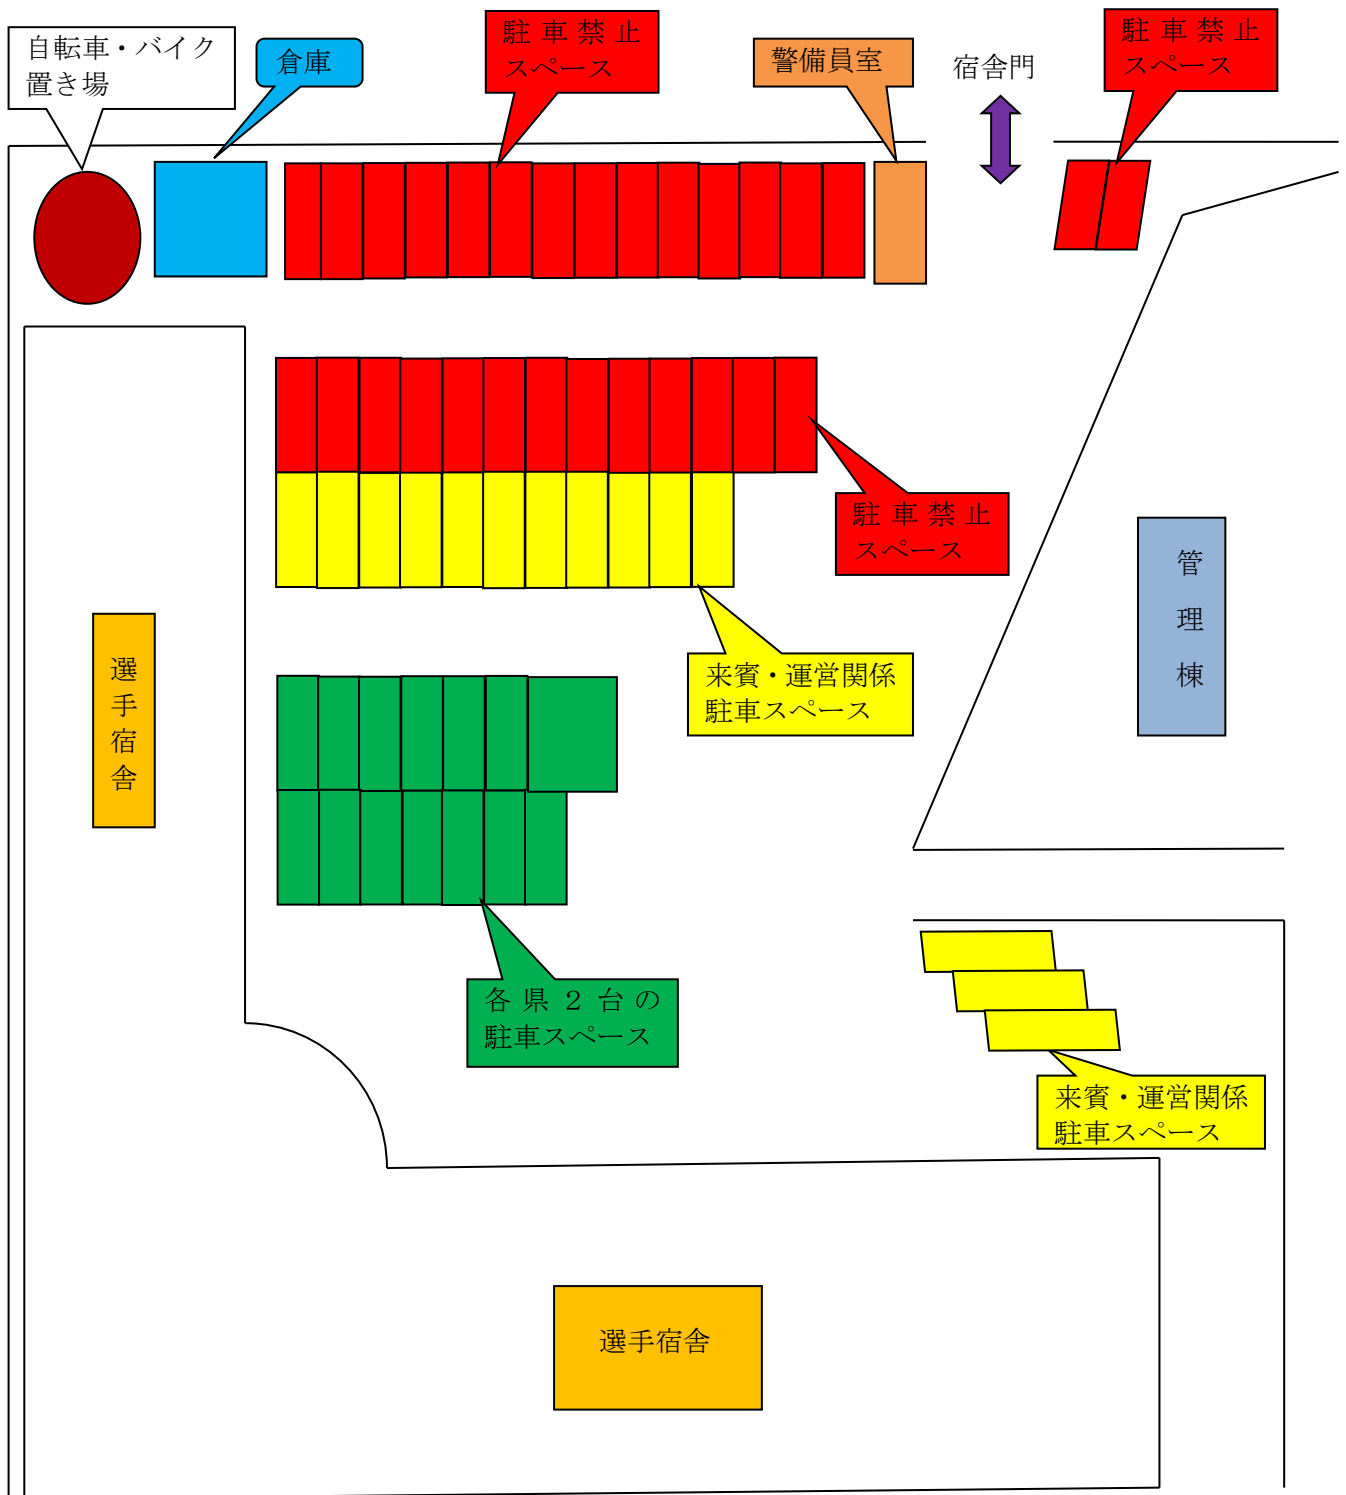 自転車・バイク
置き場
倉庫
駐車禁止
スペース
警備員室
宿舎門
駐車禁止
スペース
駐車禁止
スペース
管理棟
来賓・運営関係
駐車スペース
選手宿舎
各県２台の
駐車スペース
来賓・運営関係
駐車スペース
選手宿舎